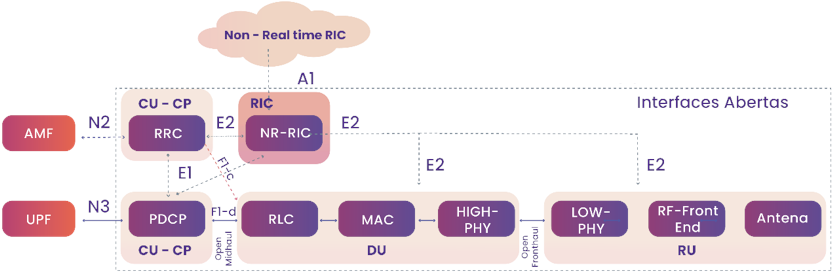 Non - Real time RIC
A1
CU - CP
RIC
Interfaces Abertas
AMF
N2
RRC
E2
NR-RIC
E2
E1
F1-c
E2
E2
UPF
N3
PDCP
F1-d
RLC
MAC
HIGH-
PHY
LOW-
PHY
RF-Front
End
Antena
CU - CP
Open
Midhaul
DU
Open
Fronthaul
RU